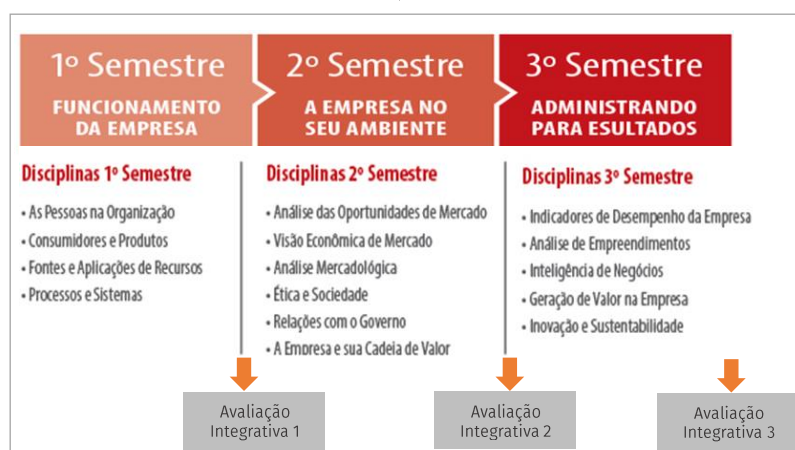 1º Semestre
FUNCIONAMENTO
DA EMPRESA
2º Semestre
A EMPRESA NO
SEU AMBIENTE
3º Semestre
ADMINISTRANDO
PARA ESULTADOS
Disciplinas 1º Semestre
• As Pessoas na Organização
• Consumidores e Produtos
• Fontes e Aplicações de Recursos
• Processos e Sistemas
Disciplinas 2º Semestre
• Análise das Oportunidades de Mercado
• Visão Econômica de Mercado
• Análise Mercadológica
• Ética e Sociedade
• Relações com o Governo
• A Empresa e sua Cadeia de Valor
Disciplinas 3º Semestre
• Indicadores de Desempenho da Empresa
• Análise de Empreendimentos
• Inteligência de Negócios
• Geração de Valor na Empresa
• Inovação e Sustentabilidade
Avaliação
Integrativa 1
Avaliação
Integrativa 2
Avaliação
Integrativa 3